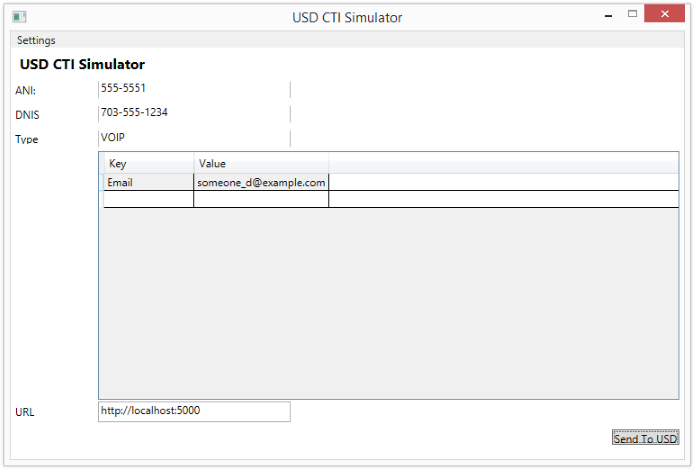 USD CTI Simulator
Settings
USD CTI Simulator
ANI: 555-5551
DNIS 703-555-1234
Type VOIP
Key Value
Email someone_d@example.com
URL http://localhost:5000
Send To USD